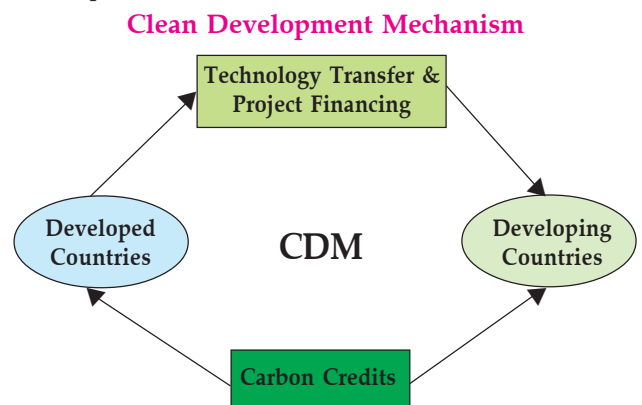 Clean Development Mechanism
Technology Transfer &
Project Financing
Developed
Countries
CDM
Developing
Countries
Carbon Credits